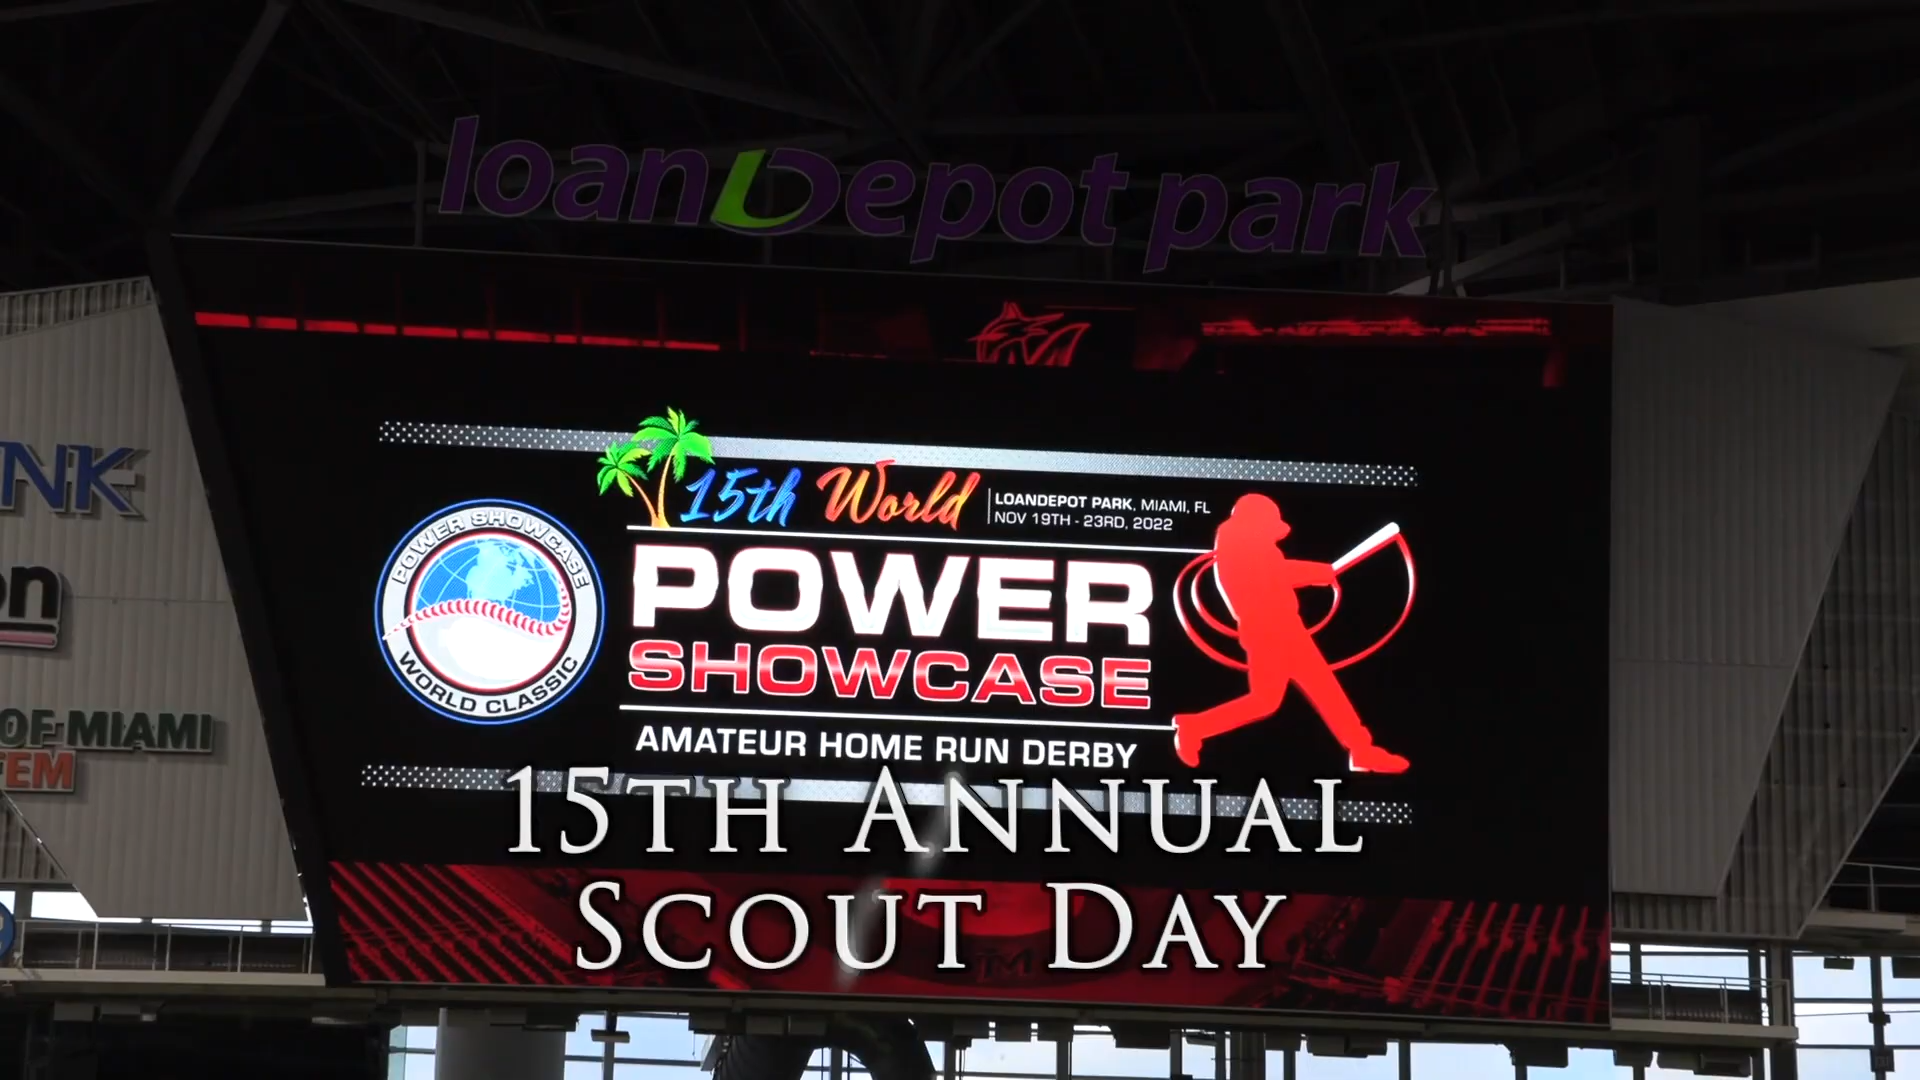 loanDepot park
15th World
LOANDEPOT PARK, MIAMI, FL
NOV 19TH - 23RD, 2022
POWER SHOWCASE
WORLD CLASSIC
POWER
SHOWCASE
AMATEUR HOME RUN DERBY
15TH ANNUAL
SCOUT DAY
OF MIAMI